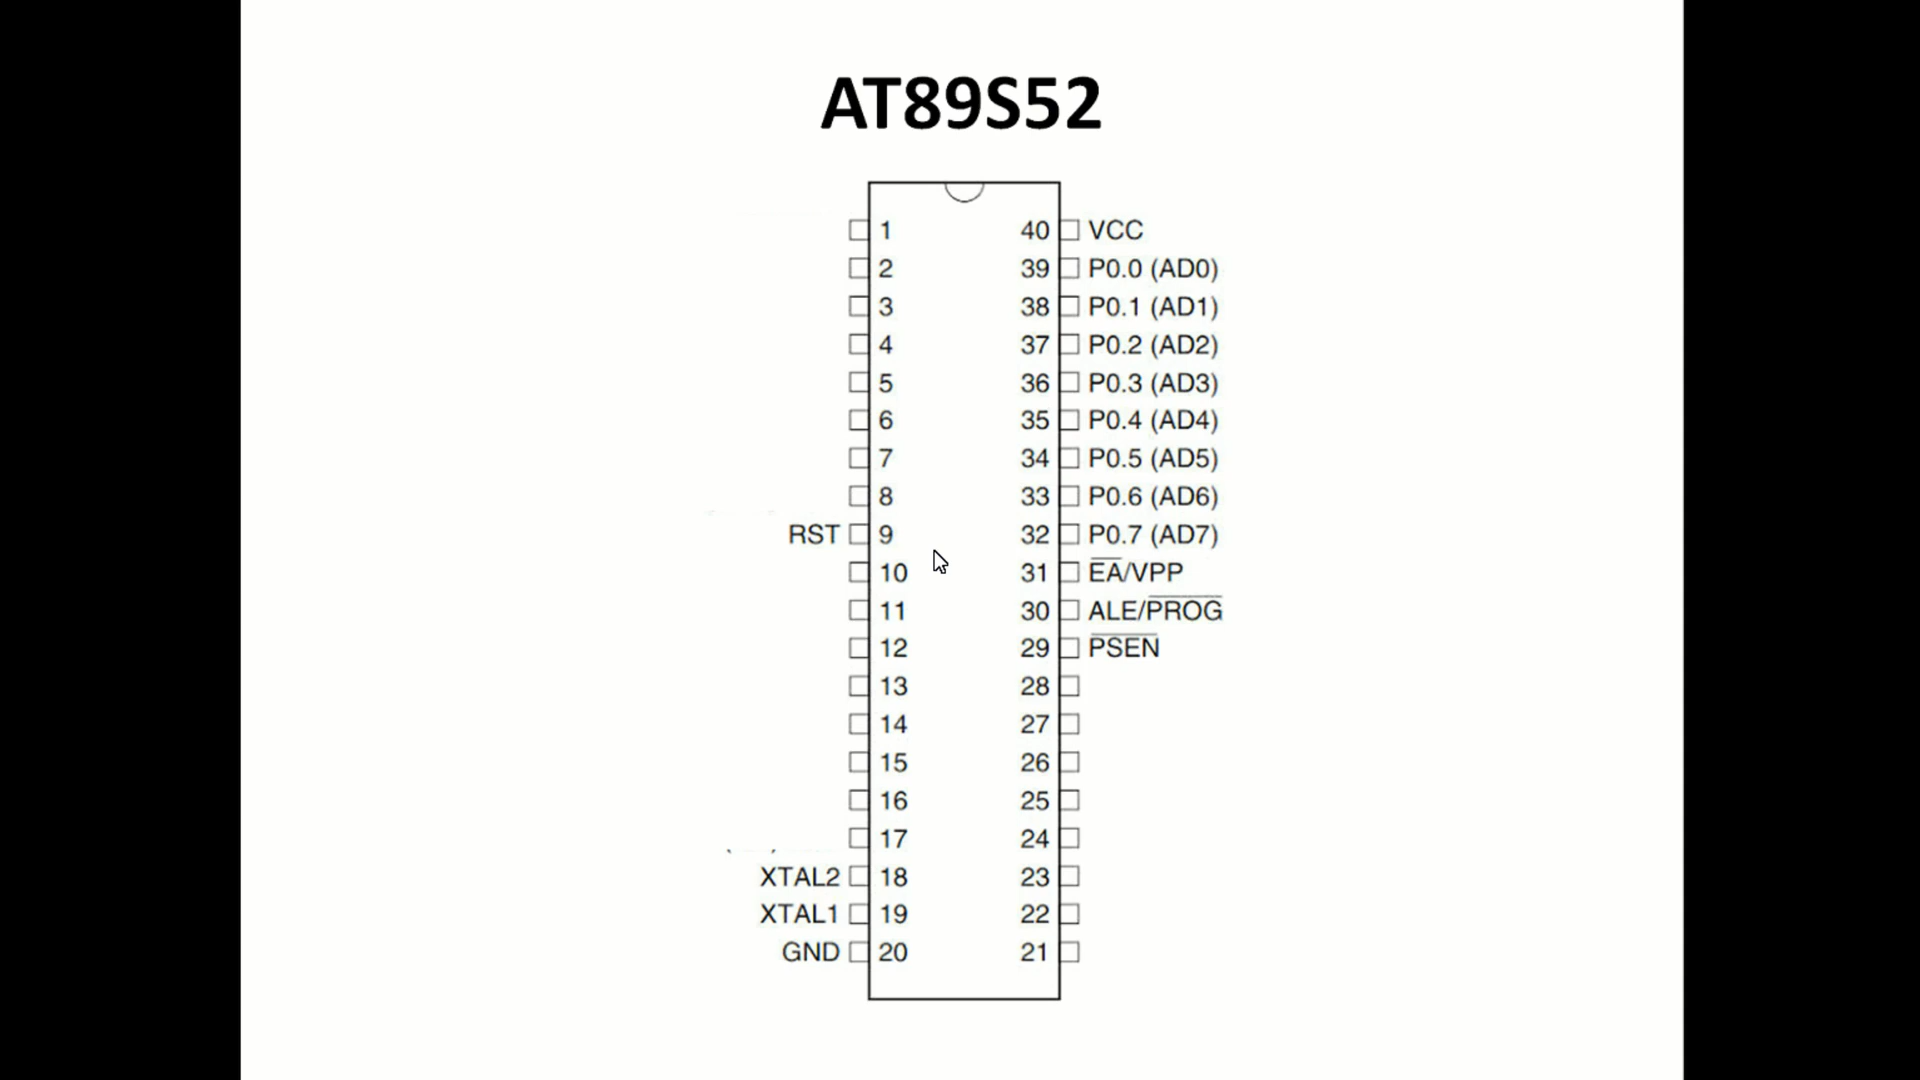 AT89S52
1 40 VCC
2 39 P0.0 (AD0)
3 38 P0.1 (AD1)
4 37 P0.2 (AD2)
5 36 P0.3 (AD3)
6 35 P0.4 (AD4)
7 34 P0.5 (AD5)
8 33 P0.6 (AD6)
RST 9 32 P0.7 (AD7)
10 31 E̅A̅/VPP
11 30 ALE/P̅R̅O̅G̅
12 29 P̅S̅E̅N̅
13 28
14 27
15 26
16 25
17 24
XTAL2 18 23
XTAL1 19 22
GND 20 21